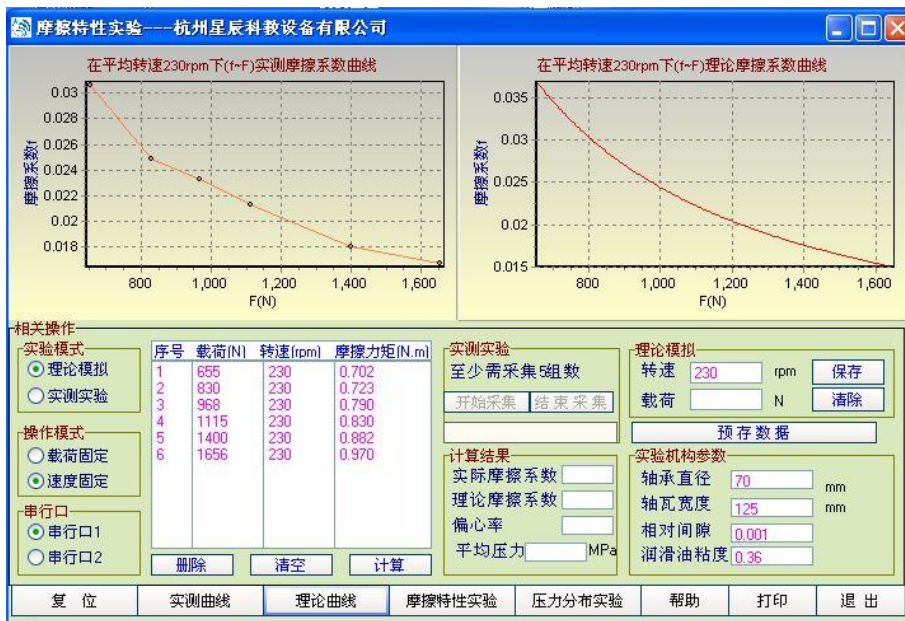 摩擦特性实验---杭州星辰科教设备有限公司
在平均转速230rpm下(f~F)实测摩擦系数曲线
摩擦系数f
0.03
0.028
0.026
0.024
0.022
0.02
0.018
800 1,000 1,200 1,400 1,600
F(N)
在平均转速230rpm下(f~F)理论摩擦系数曲线
摩擦系数f
0.035
0.03
0.025
0.02
0.015
800 1,000 1,200 1,400 1,600
F(N)
相关操作
实验模式
理论模拟
实测实验
操作模式
载荷固定
速度固定
串行口
串行口1
串行口2
序号 载荷(N) 转速(rpm) 摩擦力矩(N.m)
1 655 230 0.702
2 830 230 0.723
3 968 230 0.790
4 1115 230 0.830
5 1400 230 0.882
6 1656 230 0.970
删除 清空 计算
实测实验
至少需采集5组数
开始采集 结束采集
计算结果
实际摩擦系数
理论摩擦系数
偏心率
平均压力 MPa
理论模拟
转速 230 rpm 保存
载荷 N 清除
预存数据
实验机构参数
轴承直径 70 mm
轴瓦宽度 125 mm
相对间隙 0.001
润滑油粘度 0.36
复位 实测曲线 理论曲线 摩擦特性实验 压力分布实验 帮助 打印 退出